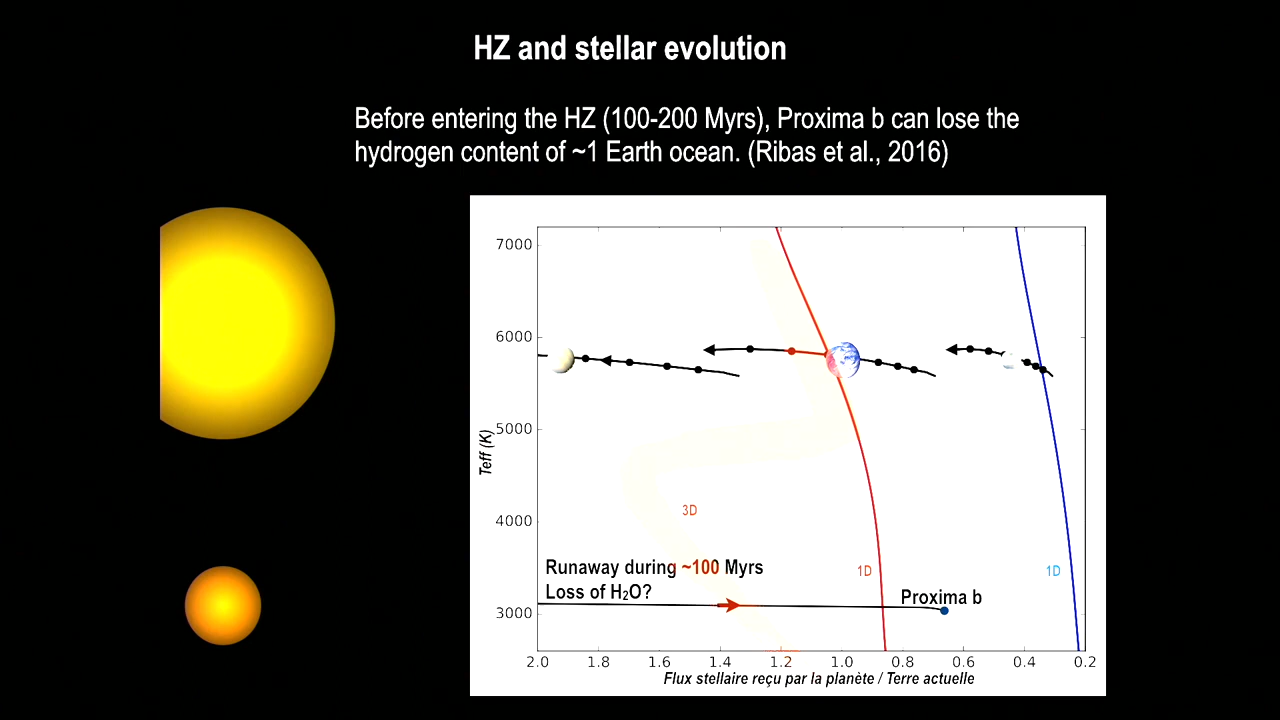 HZ and stellar evolution
Before entering the HZ (100-200 Myrs), Proxima b can lose the
hydrogen content of ~1 Earth ocean. (Ribas et al., 2016)
7000
6000
5000
4000
3000
Teff (K)
3D
1D
1D
Runaway during ~100 Myrs
Loss of H₂O?
Proxima b
2.0 1.8 1.6 1.4 1.2 1.0 0.8 0.6 0.4 0.2
Flux stellaire reçu par la planète / Terre actuelle